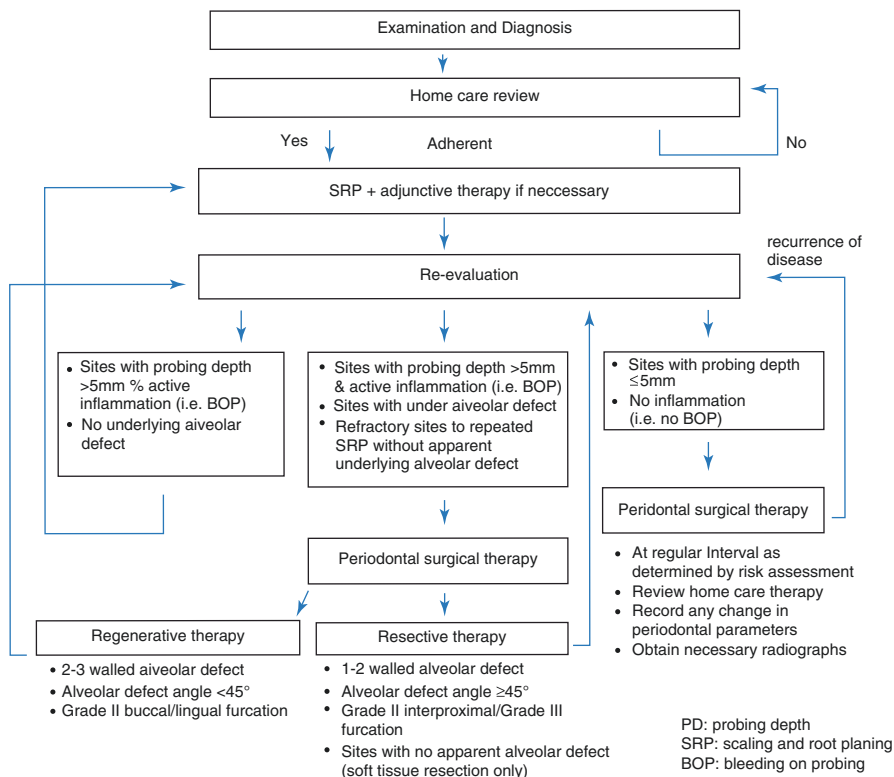 Examination and Diagnosis
Home care review
Yes
Adherent
No
SRP + adjunctive therapy if neccessary
recurrence of
disease
Re-evaluation
• Sites with probing depth
>5mm % active
inflammation (i.e. BOP)
• No underlying aiveolar
defect
• Sites with probing depth >5mm
& active inflammation (i.e. BOP)
• Sites with under aiveolar defect
• Refractory sites to repeated
SRP without apparent
underlying alveolar defect
• Sites with probing depth
≤5mm
• No inflammation
(i.e. no BOP)
Peridontal surgical therapy
• At regular Interval as
determined by risk assessment
• Review home care therapy
• Record any change in
periodontal parameters
• Obtain necessary radiographs
Periodontal surgical therapy
Regenerative therapy
• 2-3 walled aiveolar defect
• Alveolar defect angle <45°
• Grade II buccal/lingual furcation
Resective therapy
• 1-2 walled alveolar defect
• Alveolar defect angle ≥45°
• Grade II interproximal/Grade III
furcation
• Sites with no apparent alveolar defect
(soft tissue resection only)
PD: probing depth
SRP: scaling and root planing
BOP: bleeding on probing